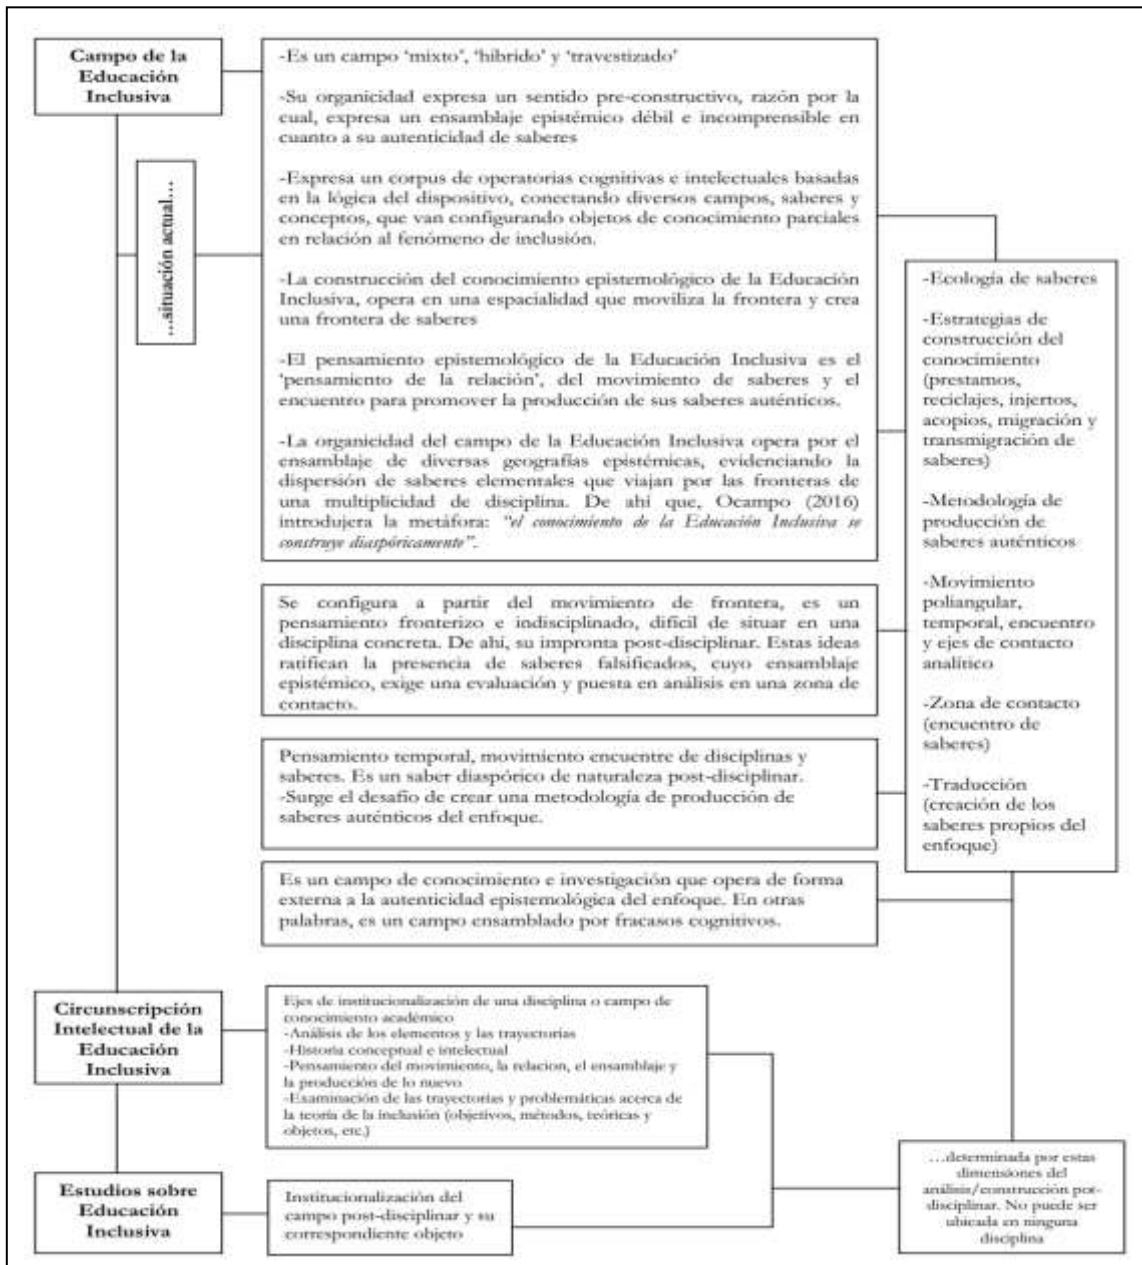 Campo de la
Educación
Inclusiva
…situación actual…
-Es un campo ‘mixto’, ‘híbrido’ y ‘travestizado’
-Su organicidad expresa un sentido pre-constructivo, razón por la
cual, expresa un ensamblaje epistémico débil e incomprensible en
cuanto a su autenticidad de saberes
-Expresa un corpus de operatorias cognitivas e intelectuales basadas
en la lógica del dispositivo, conectando diversos campos, saberes y
conceptos, que van configurando objetos de conocimiento parciales
en relación al fenómeno de inclusión.
-La construcción del conocimiento epistemológico de la Educación
Inclusiva, opera en una espacialidad que moviliza la frontera y crea
una frontera de saberes
-El pensamiento epistemológico de la Educación Inclusiva es el
‘pensamiento de la relación’, del movimiento de saberes y el
encuentro para promover la producción de sus saberes auténticos.
-La organicidad del campo de la Educación Inclusiva opera por el
ensamblaje de diversas geografías epistémicas, evidenciando la
dispersión de saberes elementales que viajan por las fronteras de
una multiplicidad de disciplina. De ahí que, Ocampo (2016)
introdujera la metáfora: “el conocimiento de la Educación Inclusiva se
construye diaspóricamente”.
Se configura a partir del movimiento de frontera, es un
pensamiento fronterizo e indisciplinado, difícil de situar en una
disciplina concreta. De ahí, su impronta post-disciplinar. Estas ideas
ratifican la presencia de saberes falsificados, cuyo ensamblaje
epistémico, exige una evaluación y puesta en análisis en una zona de
contacto.
Pensamiento temporal, movimiento encuentre de disciplinas y
saberes. Es un saber diaspórico de naturaleza post-disciplinar.
-Surge el desafío de crear una metodología de producción de
saberes auténticos del enfoque.
Es un campo de conocimiento e investigación que opera de forma
externa a la autenticidad epistemológica del enfoque. En otras
palabras, es un campo ensamblado por fracasos cognitivos.
-Ecología de saberes
-Estrategias de
construcción del
conocimiento
(prestamos,
reciclajes, injertos,
acopios, migración y
transmigración de
saberes)
-Metodología de
producción de
saberes auténticos
-Movimiento
poliangular,
temporal, encuentro
y ejes de contacto
analítico
-Zona de contacto
(encuentro de
saberes)
-Traducción
(creación de los
saberes propios del
enfoque)
Circunscripción
Intelectual de la
Educación
Inclusiva
Ejes de institucionalización de una disciplina o campo de
conocimiento académico
-Análisis de los elementos y las trayectorias
-Historia conceptual e intelectual
-Pensamiento del movimiento, la relacion, el ensamblaje y
la producción de lo nuevo
-Examinación de las trayectorias y problemáticas acerca de
la teoría de la inclusión (objetivos, métodos, teóricas y
objetos, etc.)
Estudios sobre
Educación
Inclusiva
Institucionalización del
campo post-disciplinar y su
correspondiente objeto
…determinada por estas
dimensiones del
análisis/construcción pos-
disciplinar. No puede ser
ubicada en ninguna
disciplina